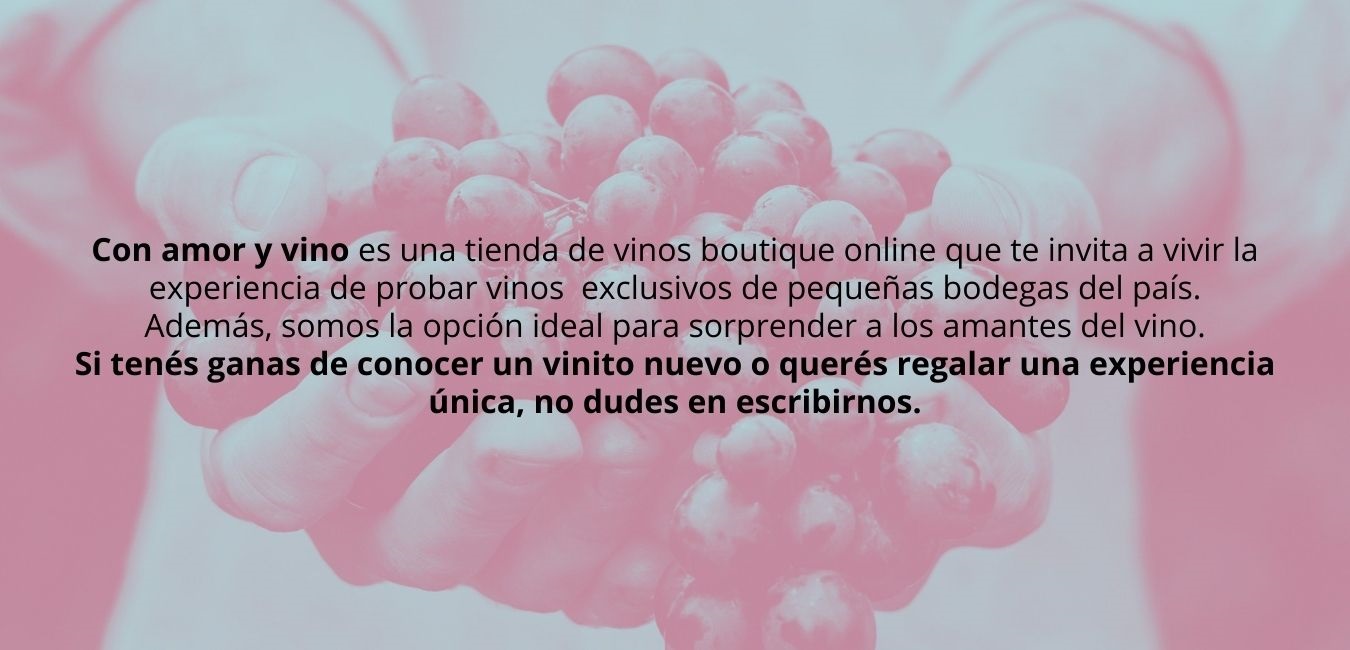 Con amor y vino es una tienda de vinos boutique online que te invita a vivir la
experiencia de probar vinos  exclusivos de pequeñas bodegas del país.
Además, somos la opción ideal para sorprender a los amantes del vino.
Si tenés ganas de conocer un vinito nuevo o querés regalar una experiencia
única, no dudes en escribirnos.